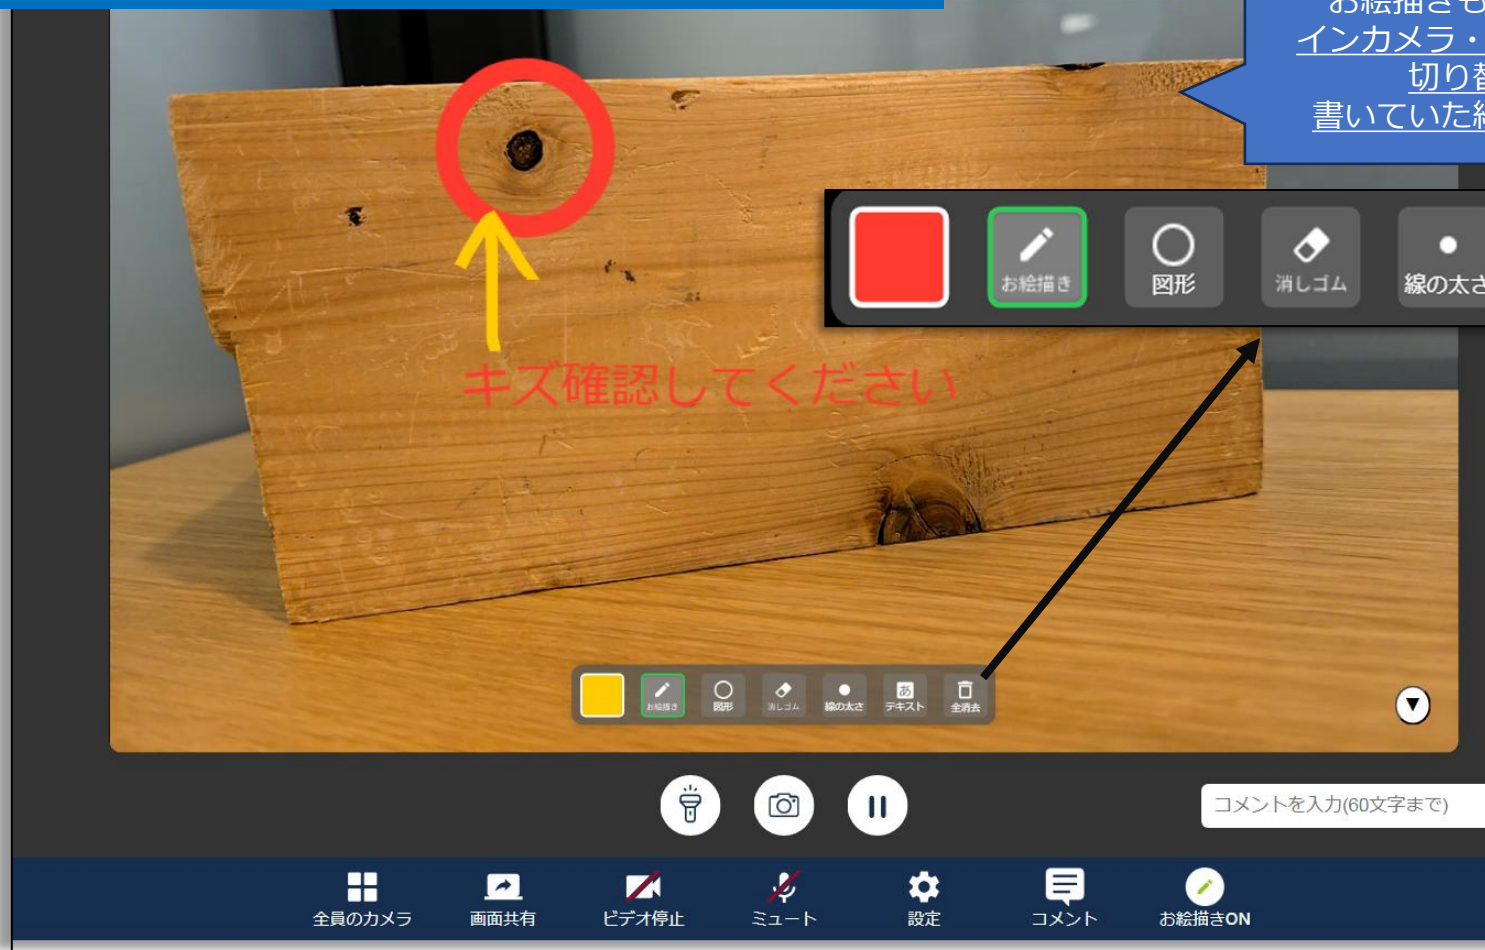 インカメラ・
切り
書いていた
お絵描き
図形
消しゴム
線の太さ
キズ確認してください
お絵描き
図形
消しゴム
線の太さ
あ
テキスト
全消去
コメントを入力(60文字まで)
全員のカメラ
画面共有
ビデオ停止
ミュート
設定
コメント
お絵描きON